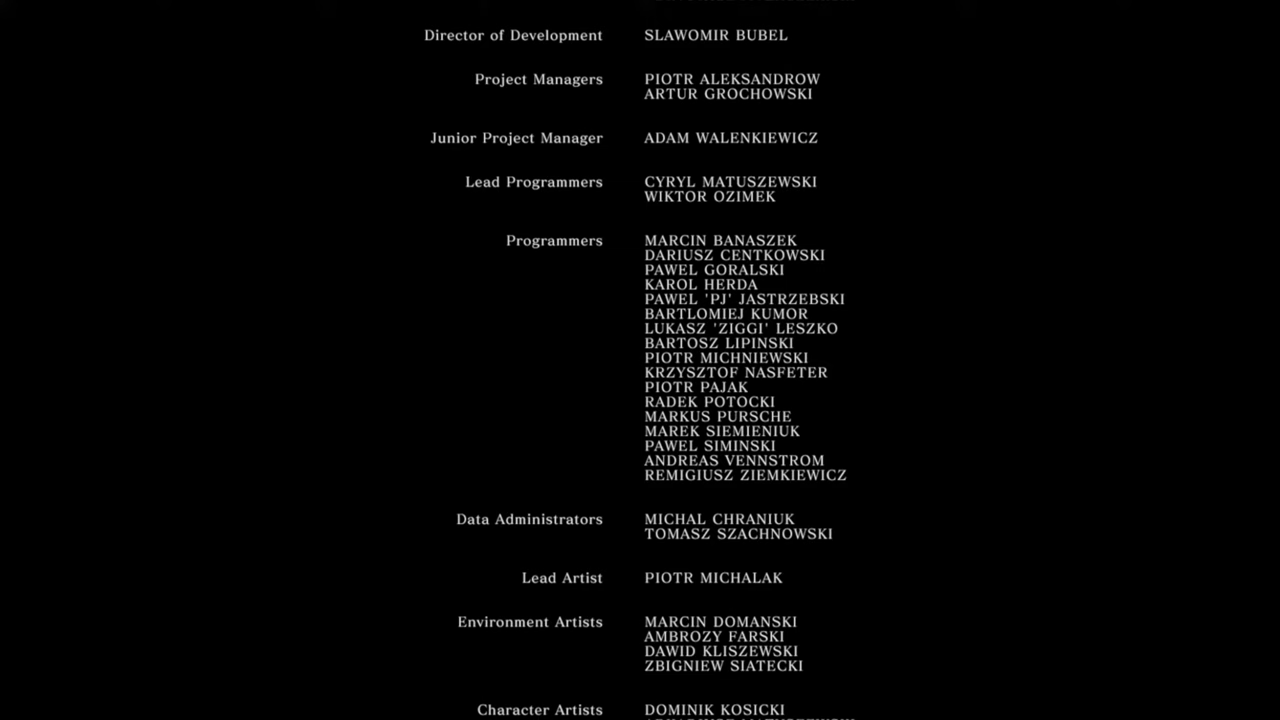 Director of Development SLAWOMIR BUBEL
Project Managers PIOTR ALEKSANDROW
ARTUR GROCHOWSKI
Junior Project Manager ADAM WALENKIEWICZ
Lead Programmers CYRYL MATUSZEWSKI
WIKTOR OZIMEK
Programmers MARCIN BANASZEK
DARIUSZ CENTKOWSKI
PAWEL GORALSKI
KAROL HERDA
PAWEL 'PJ' JASTRZEBSKI
BARTLOMIEJ KUMOR
LUKASZ 'ZIGGI' LESZKO
BARTOSZ LIPINSKI
PIOTR MICHNIEWSKI
KRZYSZTOF NASFETER
PIOTR PAJAK
RADEK POTOCKI
MARKUS PURSCHE
MAREK SIEMIENIUK
PAWEL SIMINSKI
ANDREAS VENNSTROM
REMIGIUSZ ZIEMKIEWICZ
Data Administrators MICHAL CHRANIUK
TOMASZ SZACHNOWSKI
Lead Artist PIOTR MICHALAK
Environment Artists MARCIN DOMANSKI
AMBROZY FARSKI
DAWID KLISZEWSKI
ZBIGNIEW SIATECKI
Character Artists DOMINIK KOSICKI